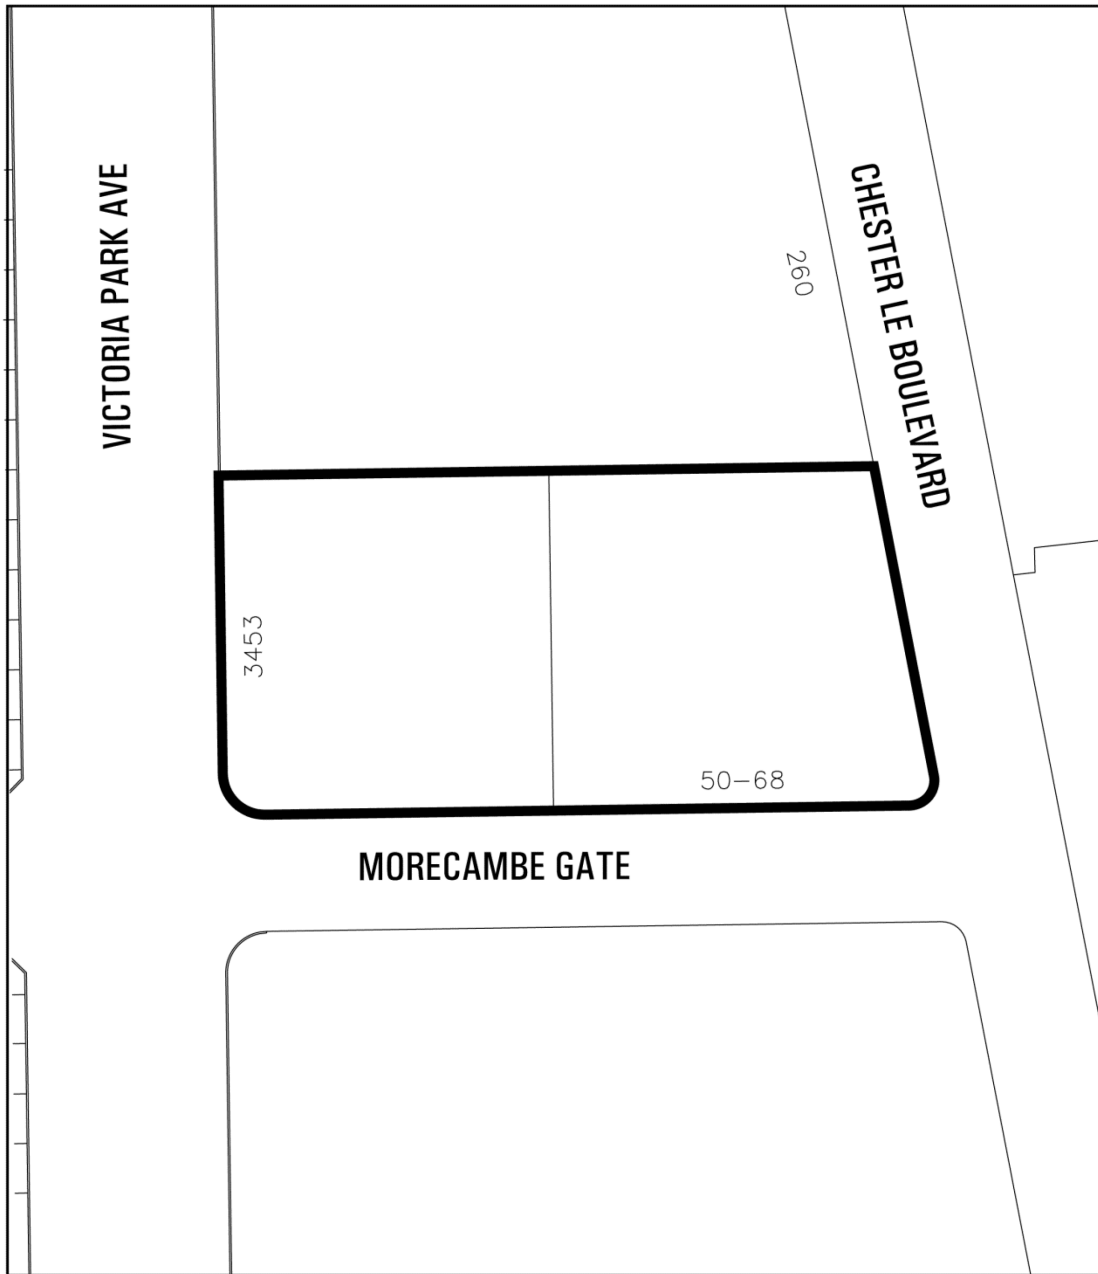 VICTORIA PARK AVE
CHESTER LE BOULEVARD
260
3453
50-68
MORECAMBE GATE